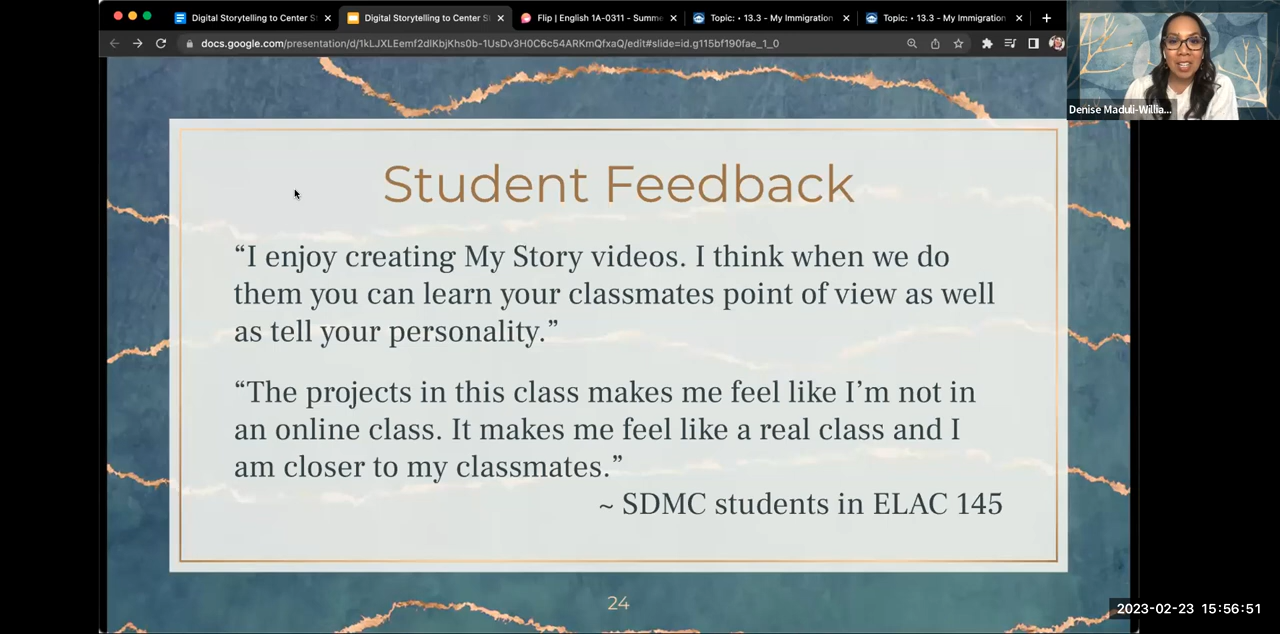 Digital Storytelling to Center S
Digital Storytelling to Center S
Flip | English 1A-0311 - Summe
Topic: • 13.3 - My Immigration
Topic: • 13.3 - My Immigration
docs.google.com/presentation/d/1kLJXLEemf2dlKbjKhs0b-1UsDv3H0C6c54ARKmQfxaQ/edit#slide=id.g115bf190fae_1_0
Denise Maduli-Willia...
Student Feedback
“I enjoy creating My Story videos. I think when we do
them you can learn your classmates point of view as well
as tell your personality.”
“The projects in this class makes me feel like I’m not in
an online class. It makes me feel like a real class and I
am closer to my classmates.”
~ SDMC students in ELAC 145
24
2023-02-23 15:56:51